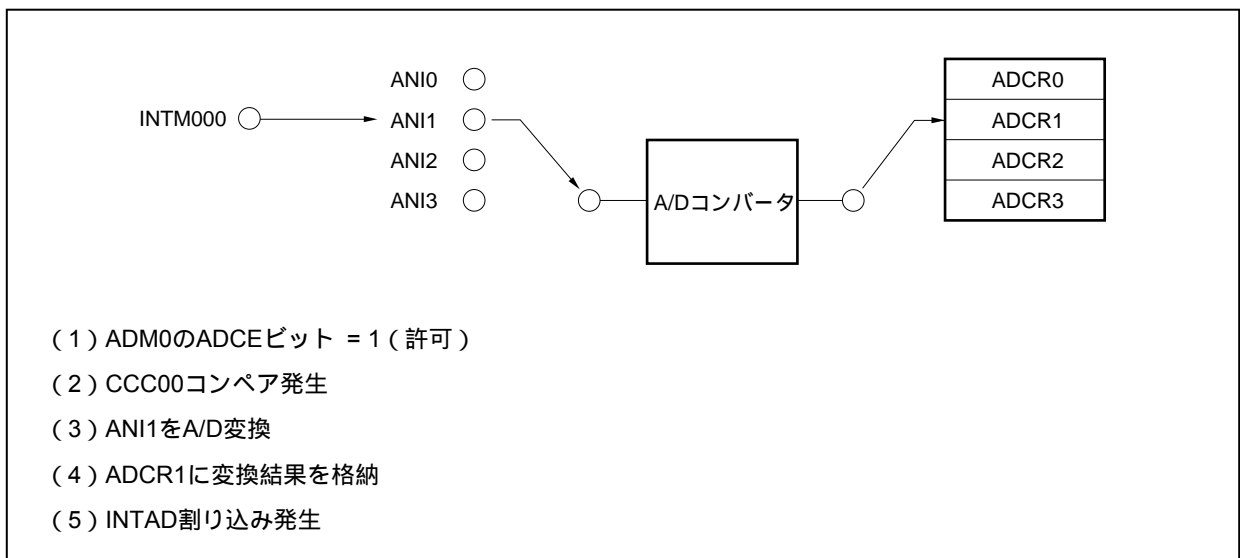 ANI0
ADCR0
INTM000
ANI1
ADCR1
ANI2
ADCR2
ANI3
A/Dコンバータ
ADCR3
(1)ADM0のADCEビット = 1(許可)
(2)CCC00コンペア発生
(3)ANI1をA/D変換
(4)ADCR1に変換結果を格納
(5)INTAD割り込み発生